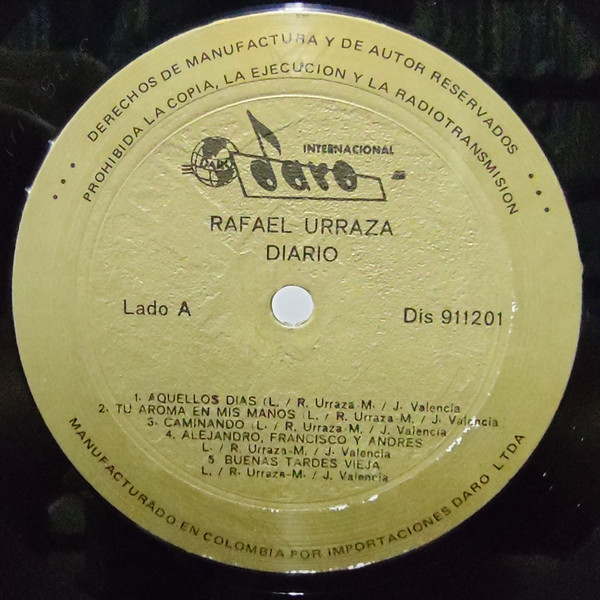 DERECHOS DE MANUFACTURA Y DE AUTOR RESERVADOS
PROHIBIDA LA COPIA, LA EJECUCION Y LA RADIOTRANSMISION
INTERNACIONAL
DARO
daro
RAFAEL URRAZA
DIARIO
Lado A
Dis 911201
1. AQUELLOS DIAS (L. / R. Urraza-M. / J. Valencia
2. TU AROMA EN MIS MANOS (L. / R. Urraza-M. / J. Valencia
3. CAMINANDO (L. / R. Urraza-M. / J. Valencia
4. ALEJANDRO, FRANCISCO Y ANDRES
L. / R. Urraza-M. / J. Valencia
5. BUENAS TARDES VIEJA
L. / R. Urraza-M. / J. Valencia
MANUFACTURADO EN COLOMBIA POR IMPORTACIONES DARO LTDA